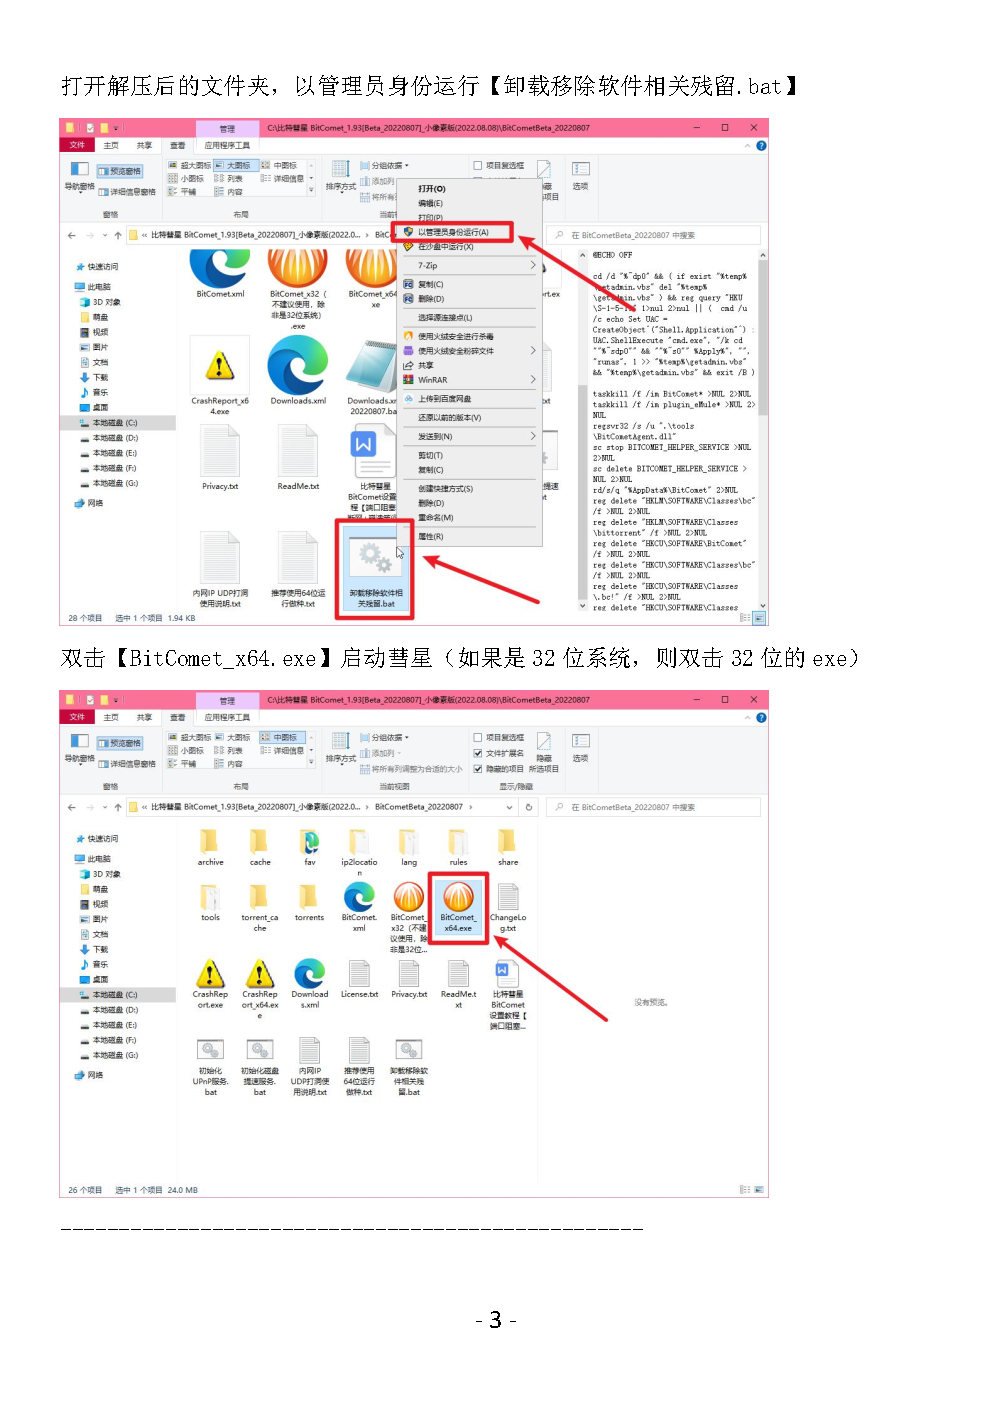 打开解压后的文件夹，以管理员身份运行【卸载移除软件相关残留.bat】
管理
C:\比特彗星 BitComet_1.93[Beta_20220807]_小像素版(2022.08.08)\BitCometBeta_20220807
文件 主页 共享 查看 应用程序工具
导航窗格
预览窗格
详细信息窗格
窗格
超大图标 大图标 中图标
小图标 列表 详细信息
平铺 内容
布局
排序方式
分组依据
添加列
将所有
项目复选框
选项
« 比特彗星 BitComet_1.93[Beta_20220807]_小像素版(2022.0... ›
在 BitCometBeta_20220807 中搜索
快速访问
此电脑
3D 对象
萌盘
视频
图片
文档
下载
音乐
桌面
本地磁盘 (C:)
本地磁盘 (D:)
本地磁盘 (E:)
本地磁盘 (F:)
本地磁盘 (G:)
网络
BitComet.xml
BitComet_x32 (
不建议使用，除
非是32位系统)
.exe
BitComet_x64
xe
CrashReport_x6
4.exe
Downloads.xml
Downloads.xm
20220807.ba
Privacy.txt
ReadMe.txt
比特彗星
BitComet设置
程【端口阻塞
内网IP UDP打洞
使用说明.txt
推荐使用64位运
行做种.txt
卸载移除软件相
关残留.bat
打开(O)
编辑(E)
打印(P)
以管理员身份运行(A)
在沙盘中运行(X)
7-Zip
复制(C)
删除(D)
选择源连接点(L)
使用火绒安全进行杀毒
使用火绒安全粉碎文件
共享
WinRAR
上传到百度网盘
还原以前的版本(V)
发送到(N)
剪切(T)
复制(C)
创建快捷方式(S)
删除(D)
重命名(M)
属性(R)
@ECHO OFF
cd /d "%~dp0" && ( if exist "%temp%
\getadmin.vbs" del "%temp%
\getadmin.vbs" ) && reg query "HKU
1>nul 2>nul || ( cmd /u
/c echo Set UAC =
CreateObject^("Shell.Application"^) :
UAC.ShellExecute "cmd.exe", "/k cd
""%~sdp0"" && ""%~s0"" %Apply%", "",
"runas", 1 >> "%temp%\getadmin.vbs"
&& "%temp%\getadmin.vbs" && exit /B )
taskkill /f /im BitComet* >NUL 2>NUL
taskkill /f /im plugin_eMule* >NUL 2>
NUL
regsvr32 /s /u ".\tools
\BitCometAgent.dll"
sc stop BITCOMET_HELPER_SERVICE >NUL
2>NUL
sc delete BITCOMET_HELPER_SERVICE >
NUL 2>NUL
rd/s/q "%AppData%\BitComet" 2>NUL
reg delete "HKLM\SOFTWARE\Classes\bc"
/f >NUL 2>NUL
reg delete "HKLM\SOFTWARE\Classes
\bittorrent" /f >NUL 2>NUL
reg delete "HKCU\SOFTWARE\BitComet"
/f >NUL 2>NUL
reg delete "HKCU\SOFTWARE\Classes\bc"
/f >NUL 2>NUL
reg delete "HKCU\SOFTWARE\Classes
\.bc!" /f >NUL 2>NUL
reg delete "HKCU\SOFTWARE\Classes
28 个项目 选中 1 个项目 1.94 KB
双击【BitComet_x64.exe】启动彗星（如果是 32 位系统，则双击 32 位的 exe）
管理
C:\比特彗星 BitComet_1.93[Beta_20220807]_小像素版(2022.08.08)\BitCometBeta_20220807
文件 主页 共享 查看 应用程序工具
导航窗格
预览窗格
详细信息窗格
窗格
超大图标 大图标 中图标
小图标 列表 详细信息
平铺 内容
布局
排序方式
分组依据
添加列
将所有列调整为合适的大小
当前视图
项目复选框
文件扩展名
隐藏的项目
隐藏
所选项目
显示/隐藏
选项
« 比特彗星 BitComet_1.93[Beta_20220807]_小像素版(2022.0... › BitCometBeta_20220807 ›
在 BitCometBeta_20220807 中搜索
快速访问
此电脑
3D 对象
萌盘
视频
图片
文档
下载
音乐
桌面
本地磁盘 (C:)
本地磁盘 (D:)
本地磁盘 (E:)
本地磁盘 (F:)
本地磁盘 (G:)
网络
archive
cache
fav
ip2locatio
n
lang
rules
share
tools
torrent_ca
che
torrents
BitComet.
xml
BitComet_
x32（不建
议使用，除
非是32位...
BitComet_
x64.exe
ChangeLo
g.txt
CrashRep
ort.exe
CrashRep
ort_x64.ex
e
Download
s.xml
License.txt
Privacy.txt
ReadMe.t
xt
比特彗星
BitComet
设置教程【
端口阻塞...
初始化
UPnP服务.
bat
初始化磁盘
提速服务.
bat
内网IP
UDP打洞使
用说明.txt
推荐使用
64位运行
做种.txt
卸载移除软
件相关残
留.bat
没有预览。
26 个项目 选中 1 个项目 24.0 MB
--------------------------------------------------
- 3 -